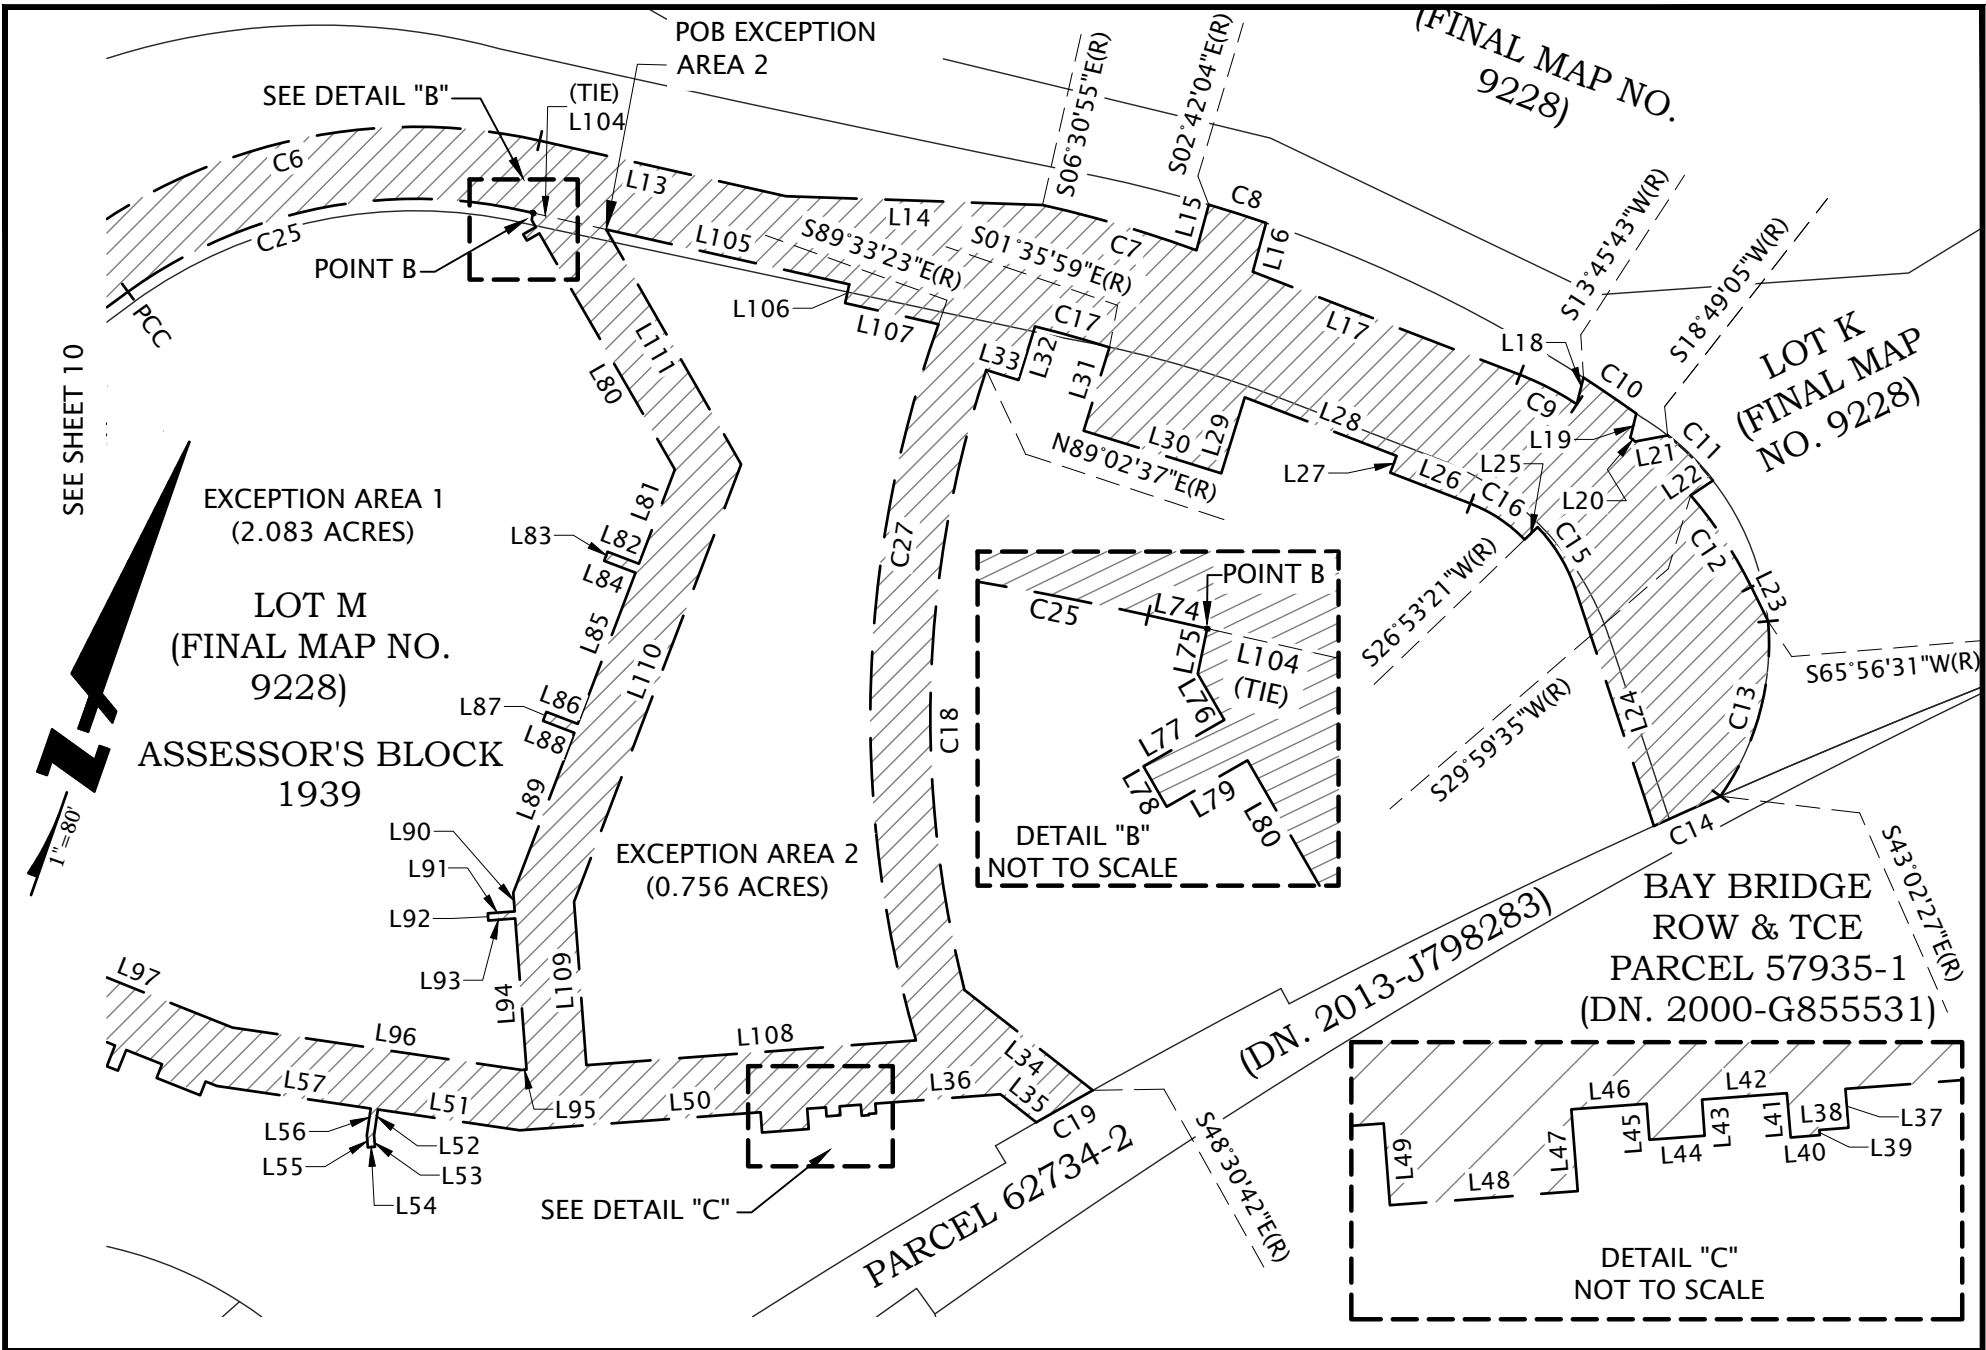 POB EXCEPTION
AREA 2
(FINAL MAP NO.
9228)
SEE DETAIL "B"
(TIE)
L104
S06°30'55"E(R)
S02°42'04"E(R)
C6
L13
C25
POINT B
PCC
L14
L105
S89°33'23"E(R)
S01°35'59"E(R)
C7
L15
C8
L16
S13°45'43"W(R)
S18°49'05"W(R)
L106
L107
C17
L17
L18
LOT K
(FINAL MAP
NO. 9228)
L111
L80
L33
L32
L31
C9
C10
L28
L30
L29
N89°02'37"E(R)
L19
L25
L21
C11
L27
L26
C16
L20
L22
SEE SHEET 10
EXCEPTION AREA 1
(2.083 ACRES)
L81
L83
L82
L84
C27
C15
C12
L23
LOT M
(FINAL MAP NO.
9228)
L85
L110
L87
L86
L88
ASSESSOR'S BLOCK
1939
1"=80'
L89
L90
L91
L92
L93
L94
L109
C18
POINT B
L74
C25
L75
L104
(TIE)
L76
L77
L78
L79
L80
DETAIL "B"
NOT TO SCALE
S26°53'21"W(R)
S29°59'35"W(R)
L24
S65°56'31"W(R)
C13
C14
S43°02'27"E(R)
EXCEPTION AREA 2
(0.756 ACRES)
BAY BRIDGE
ROW & TCE
PARCEL 57935-1
(DN. 2000-G855531)
(DN. 2013-J798283)
PARCEL 62734-2
L97
L96
L108
L34
L57
L51
L95
L50
L36
L35
C19
S48°30'42"E(R)
L56
L55
L52
L53
L54
SEE DETAIL "C"
L46
L42
L45
L43
L41
L38
L37
L39
L40
L44
L47
L49
L48
DETAIL "C"
NOT TO SCALE